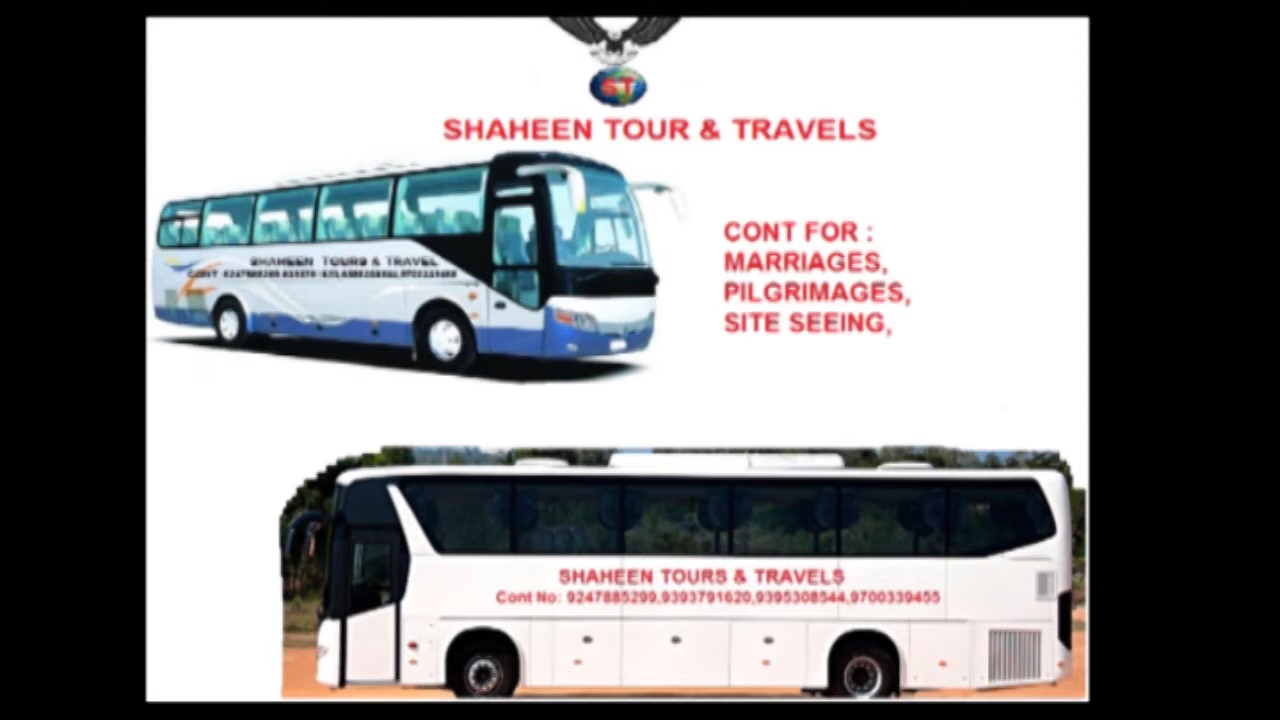 ST
SHAHEEN TOUR & TRAVELS
SHAHEEN TOURS & TRAVEL
CONT FOR :
MARRIAGES,
PILGRIMAGES,
SITE SEEING,
SHAHEEN TOURS & TRAVELS
Cont No: 9247885299,9393791620,9395308544,9700339455